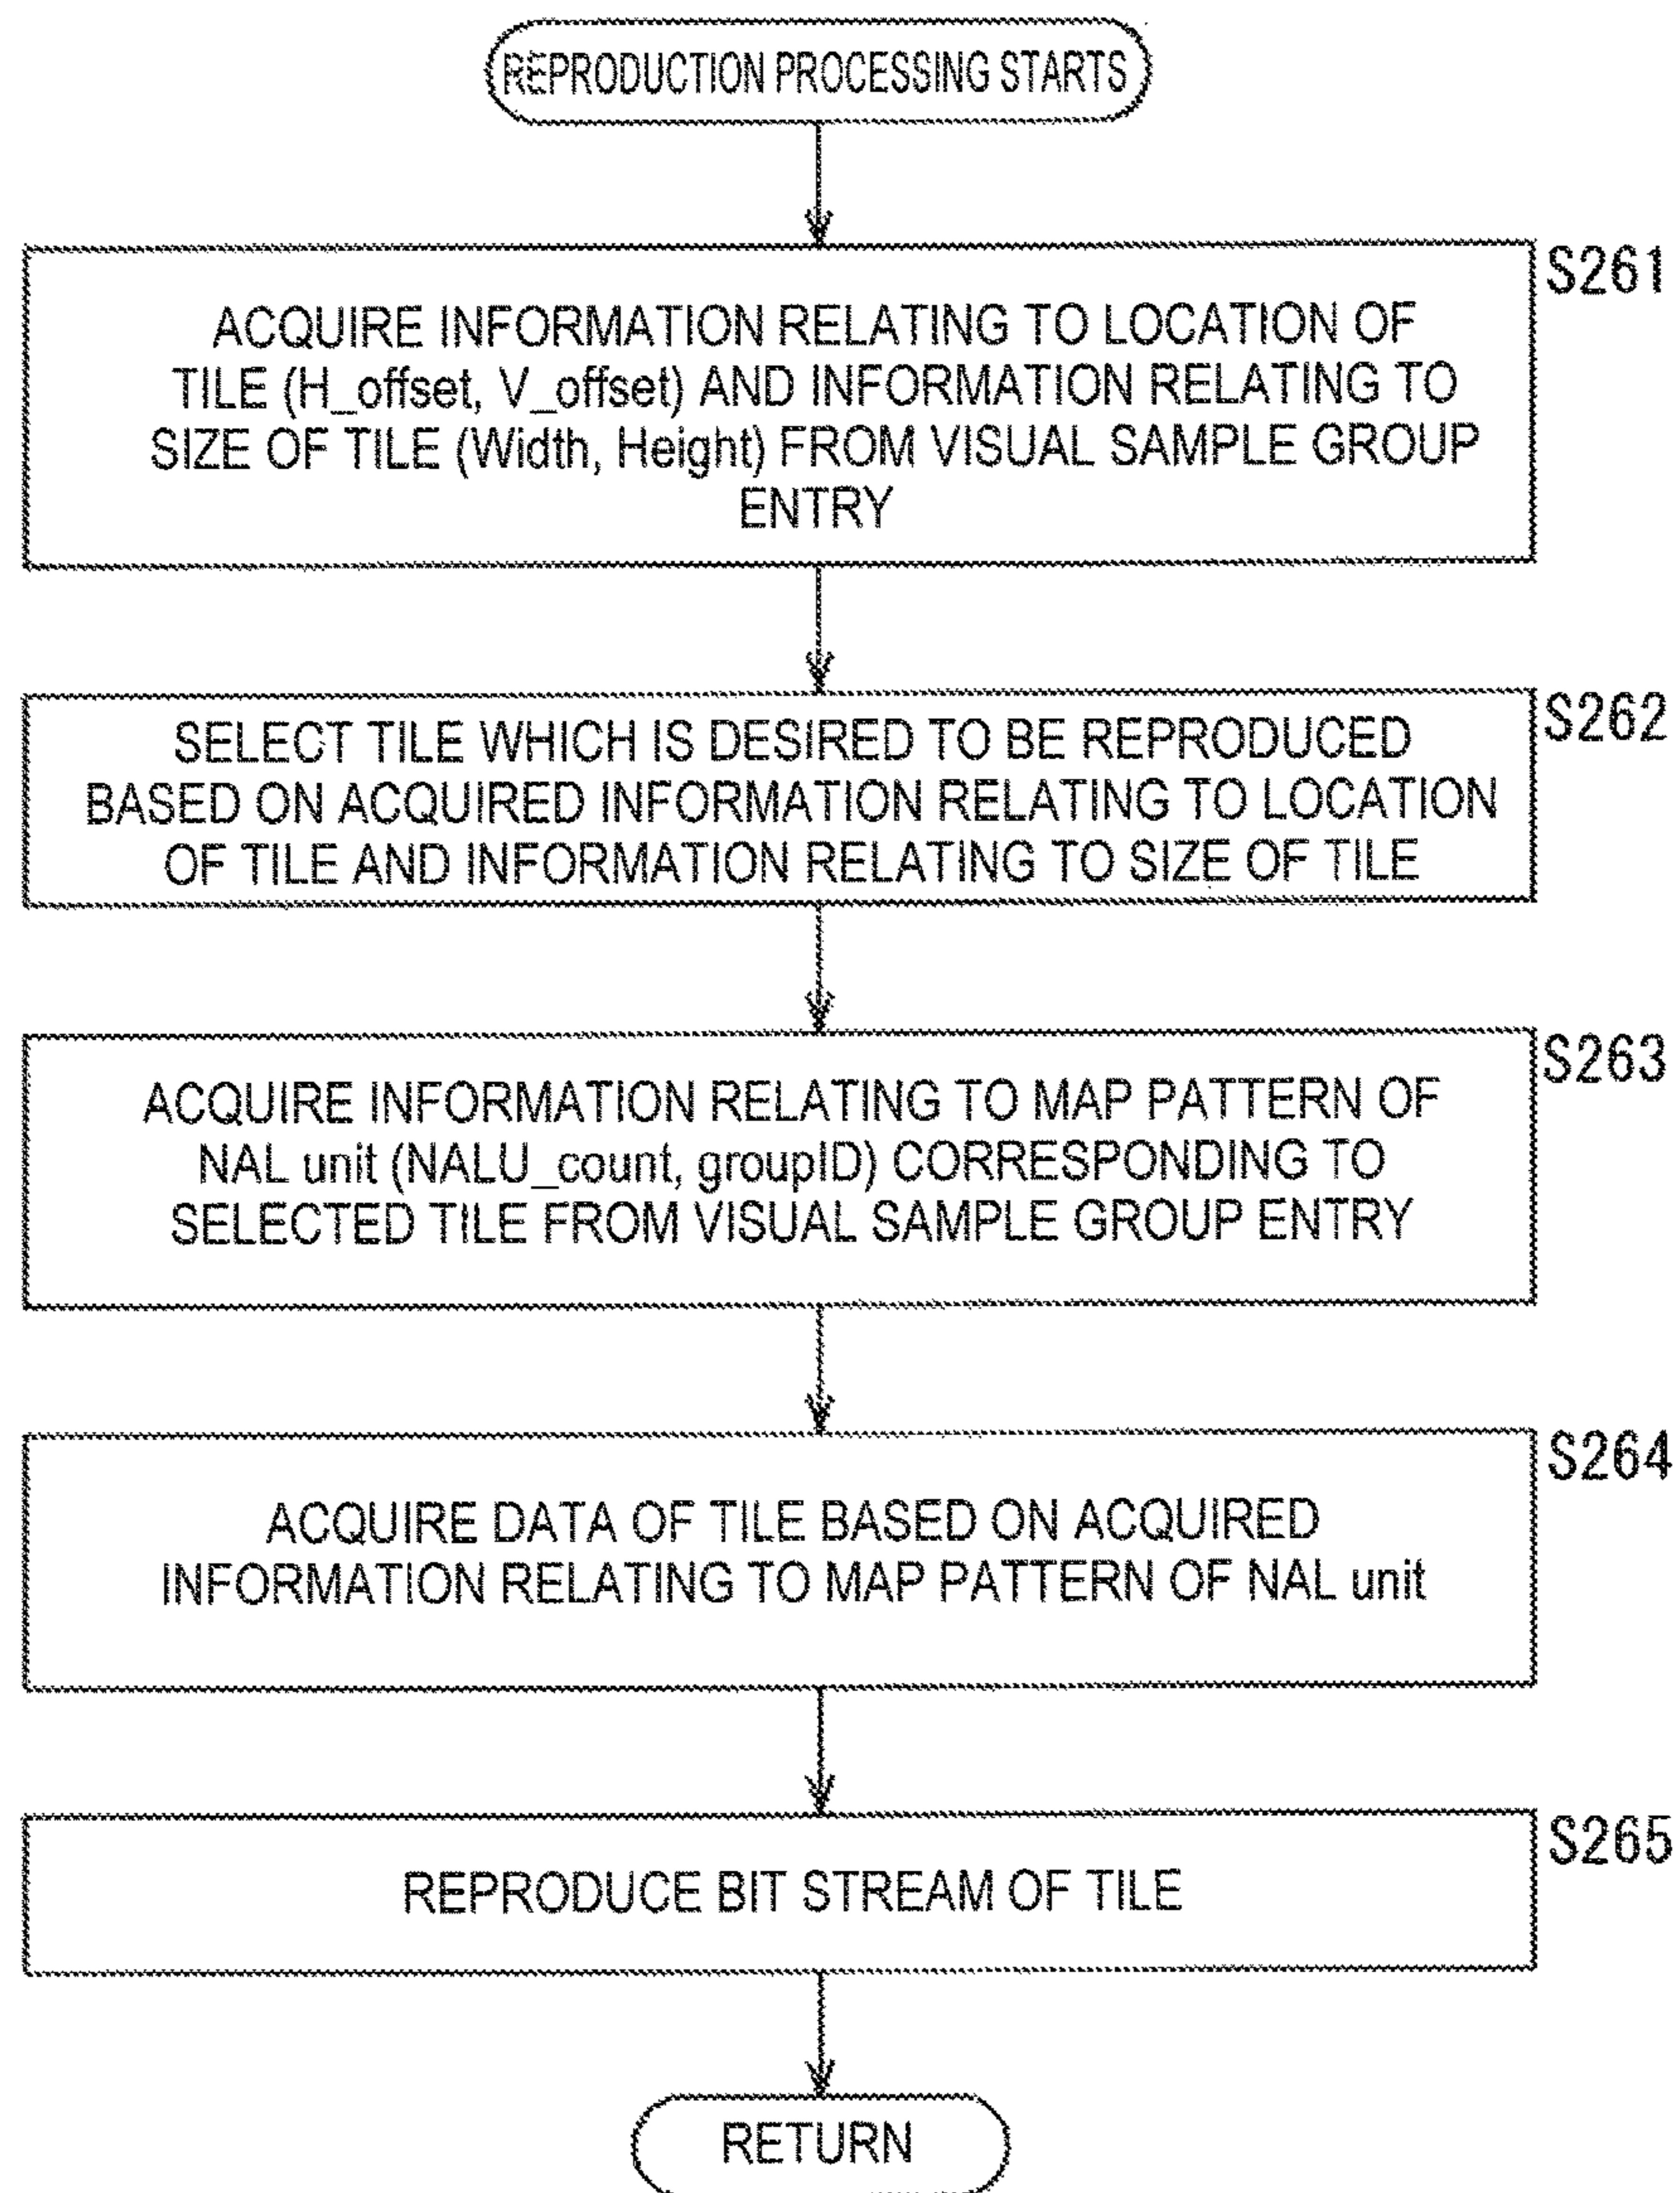 REPRODUCTION PROCESSING STARTS
S261
ACQUIRE INFORMATION RELATING TO LOCATION OF
TILE (H_offset, V_offset) AND INFORMATION RELATING TO
SIZE OF TILE (Width, Height) FROM VISUAL SAMPLE GROUP
ENTRY
S262
SELECT TILE WHICH IS DESIRED TO BE REPRODUCED
BASED ON ACQUIRED INFORMATION RELATING TO LOCATION
OF TILE AND INFORMATION RELATING TO SIZE OF TILE
S263
ACQUIRE INFORMATION RELATING TO MAP PATTERN OF
NAL unit (NALU_count, groupID) CORRESPONDING TO
SELECTED TILE FROM VISUAL SAMPLE GROUP ENTRY
S264
ACQUIRE DATA OF TILE BASED ON ACQUIRED
INFORMATION RELATING TO MAP PATTERN OF NAL unit
S265
REPRODUCE BIT STREAM OF TILE
RETURN